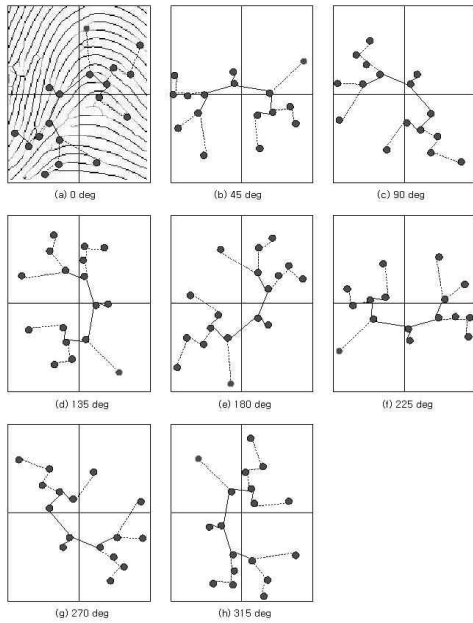 (a) 0 deg
(b) 45 deg
(c) 90 deg
(d) 135 deg
(e) 180 deg
(f) 225 deg
(g) 270 deg
(h) 315 deg